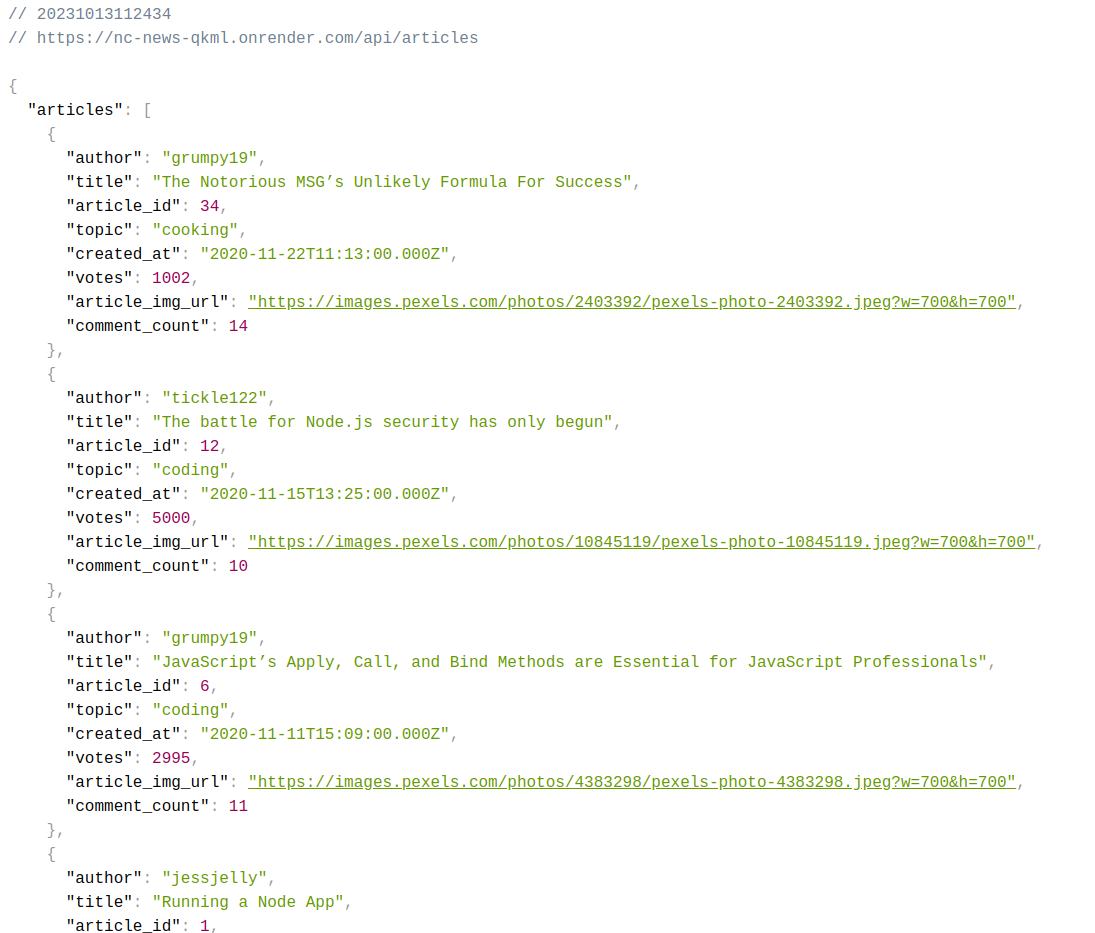 // 20231013112434
// https://nc-news-qkml.onrender.com/api/articles
{
"articles": [
{
"author": "grumpy19",
"title": "The Notorious MSG’s Unlikely Formula For Success",
"article_id": 34,
"topic": "cooking",
"created_at": "2020-11-22T11:13:00.000Z",
"votes": 1002,
"article_img_url": "https://images.pexels.com/photos/2403392/pexels-photo-2403392.jpeg?w=700&h=700",
"comment_count": 14
},
{
"author": "tickle122",
"title": "The battle for Node.js security has only begun",
"article_id": 12,
"topic": "coding",
"created_at": "2020-11-15T13:25:00.000Z",
"votes": 5000,
"article_img_url": "https://images.pexels.com/photos/10845119/pexels-photo-10845119.jpeg?w=700&h=700",
"comment_count": 10
},
{
"author": "grumpy19",
"title": "JavaScript’s Apply, Call, and Bind Methods are Essential for JavaScript Professionals",
"article_id": 6,
"topic": "coding",
"created_at": "2020-11-11T15:09:00.000Z",
"votes": 2995,
"article_img_url": "https://images.pexels.com/photos/4383298/pexels-photo-4383298.jpeg?w=700&h=700",
"comment_count": 11
},
{
"author": "jessjelly",
"title": "Running a Node App",
"article_id": 1,